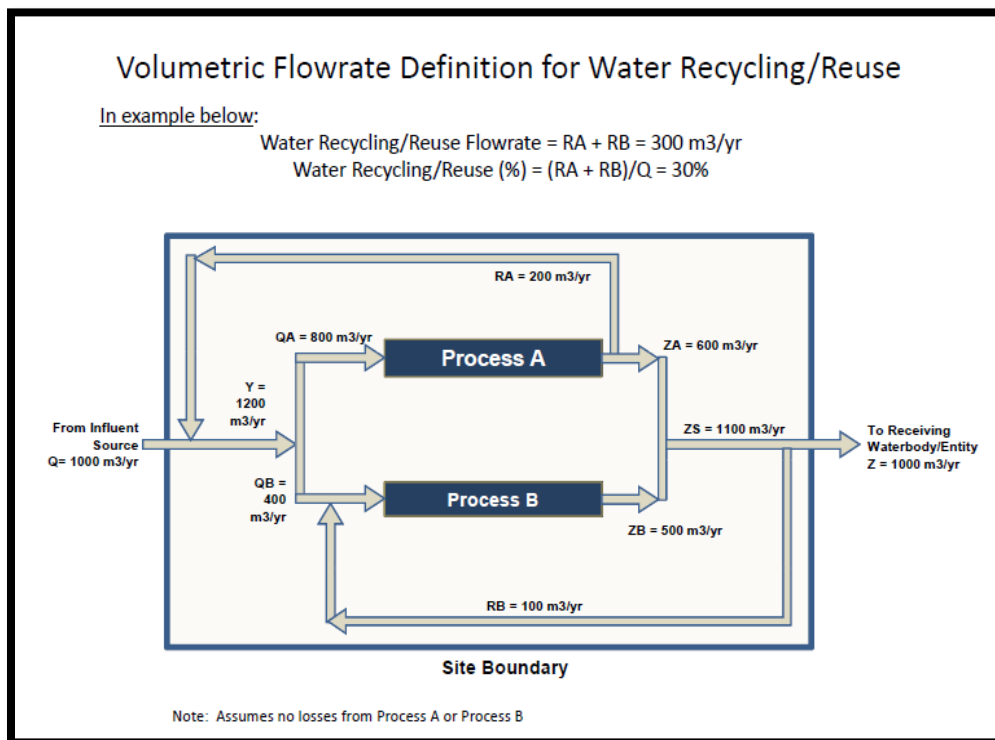 Volumetric Flowrate Definition for Water Recycling/Reuse
In example below:
Water Recycling/Reuse Flowrate = RA + RB = 300 m3/yr
Water Recycling/Reuse (%) = (RA + RB)/Q = 30%
RA = 200 m3/yr
QA = 800 m3/yr
Process A
ZA = 600 m3/yr
Y =
1200
m3/yr
From Influent
Source
Q= 1000 m3/yr
ZS = 1100 m3/yr
To Receiving
Waterbody/Entity
Z = 1000 m3/yr
QB =
400
m3/yr
Process B
ZB = 500 m3/yr
RB = 100 m3/yr
Site Boundary
Note: Assumes no losses from Process A or Process B